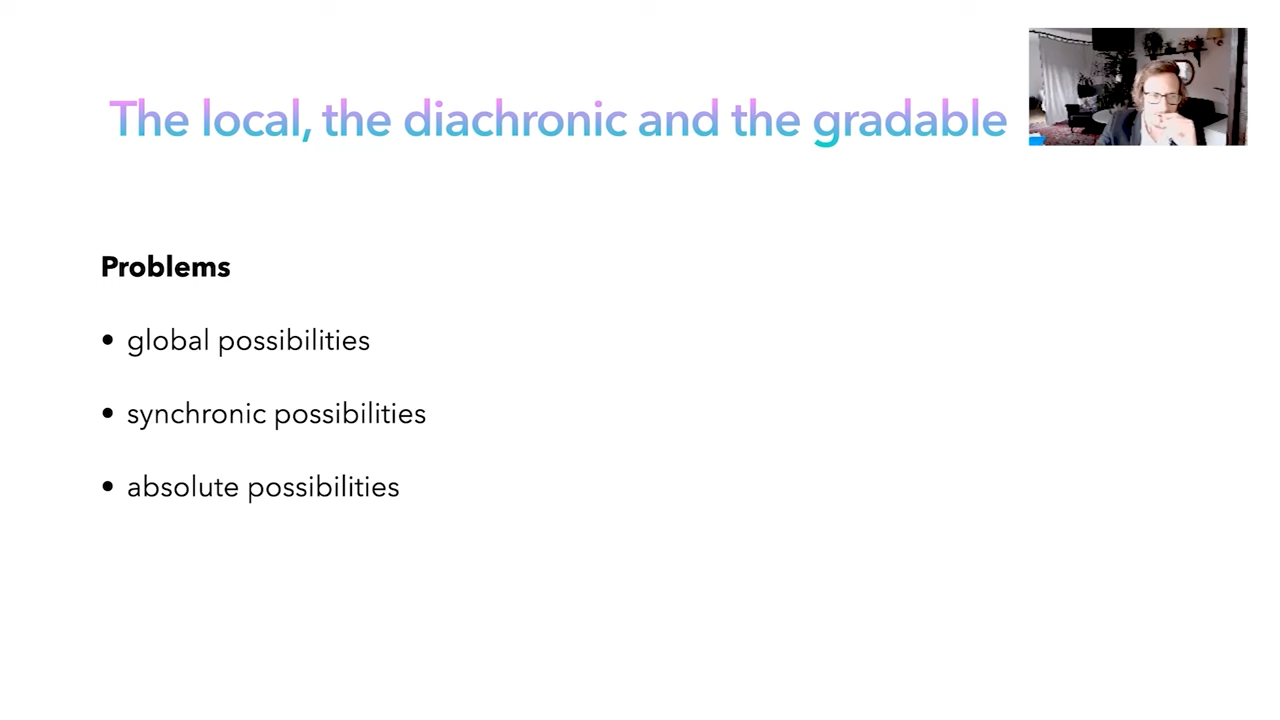 The local, the diachronic and the gradable
Problems
• global possibilities
• synchronic possibilities
• absolute possibilities